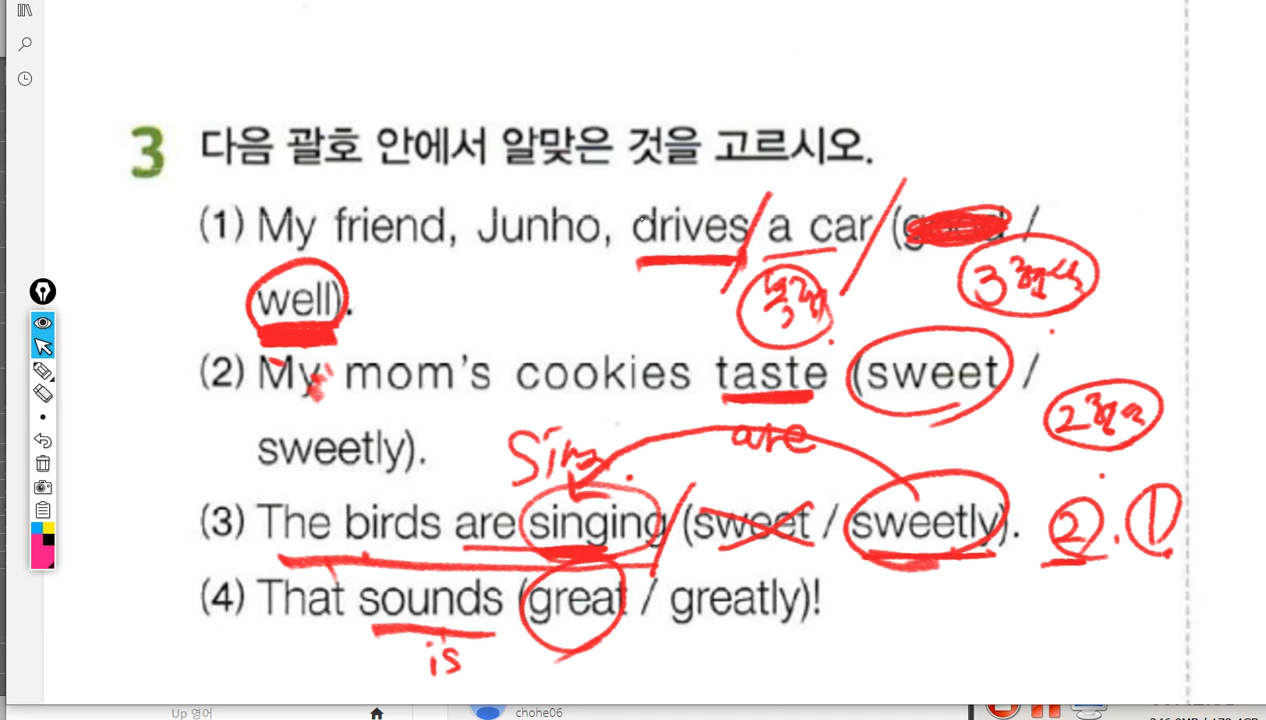 3 다음 괄호 안에서 알맞은 것을 고르시오.
(1) My friend, Junho, drives a car (good /
3형식
well).
목적
(2) My mom's cookies taste (sweet /
2형식
are
sweetly).
Sing
(3) The birds are singing (sweet / sweetly). 2. ①
(4) That sounds (great / greatly)!
is
Up 영어
chohe06